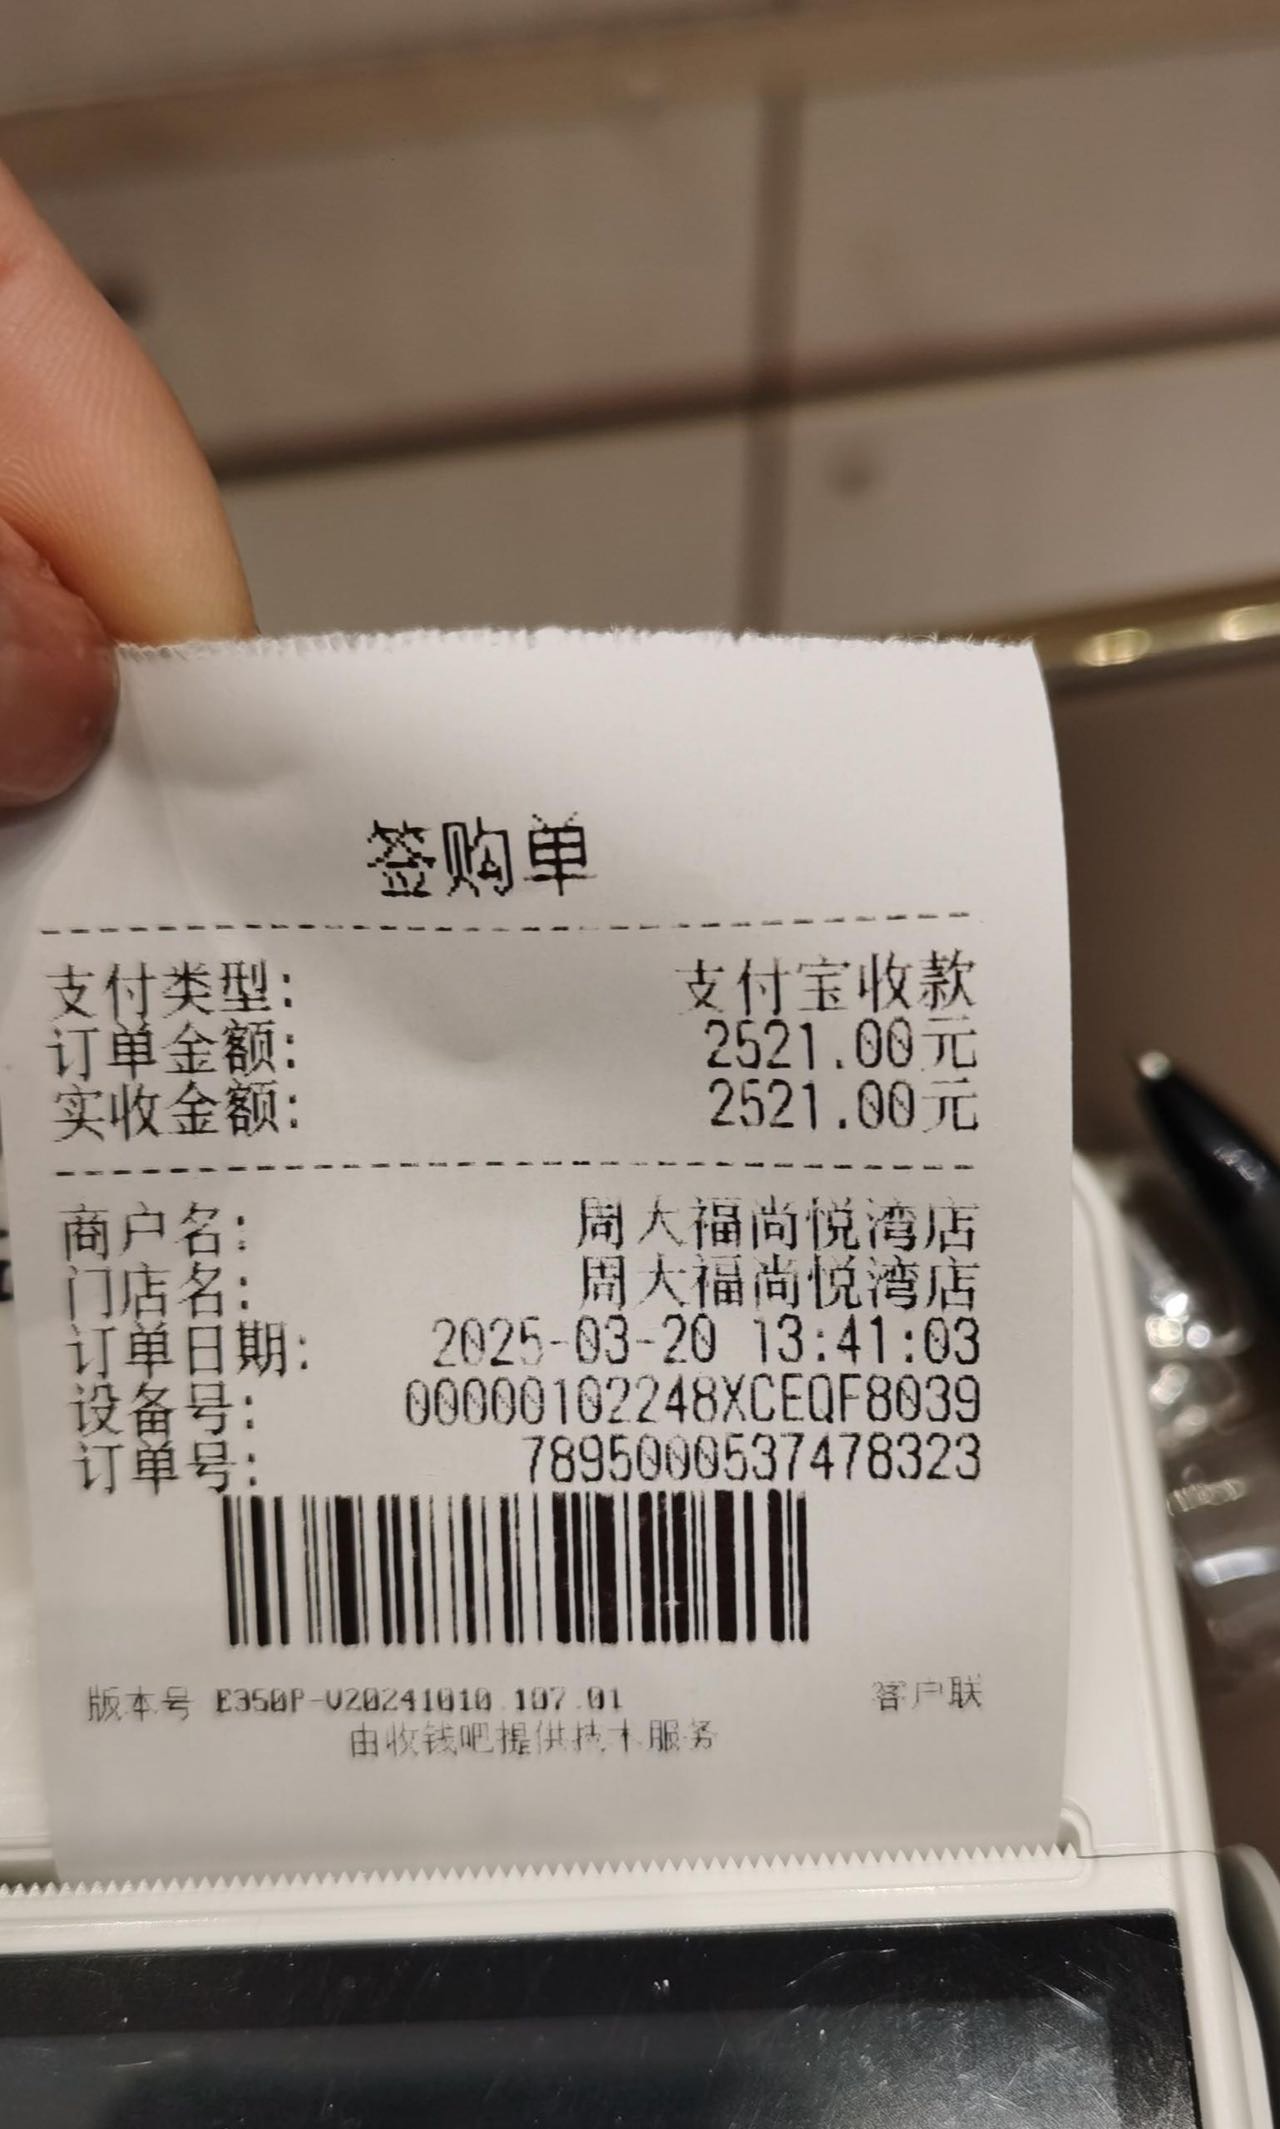 签购单
支付类型: 支付宝收款
订单金额: 2521.00元
实收金额: 2521.00元
商户名: 周大福尚悦湾店
门店名: 周大福尚悦湾店
订单日期: 2025-03-20 13:41:03
设备号: 00000102248XCEQF8039
订单号: 7895000537478323
版本号 E350P-V20241010.107.01 客户联
由收钱吧提供技术服务